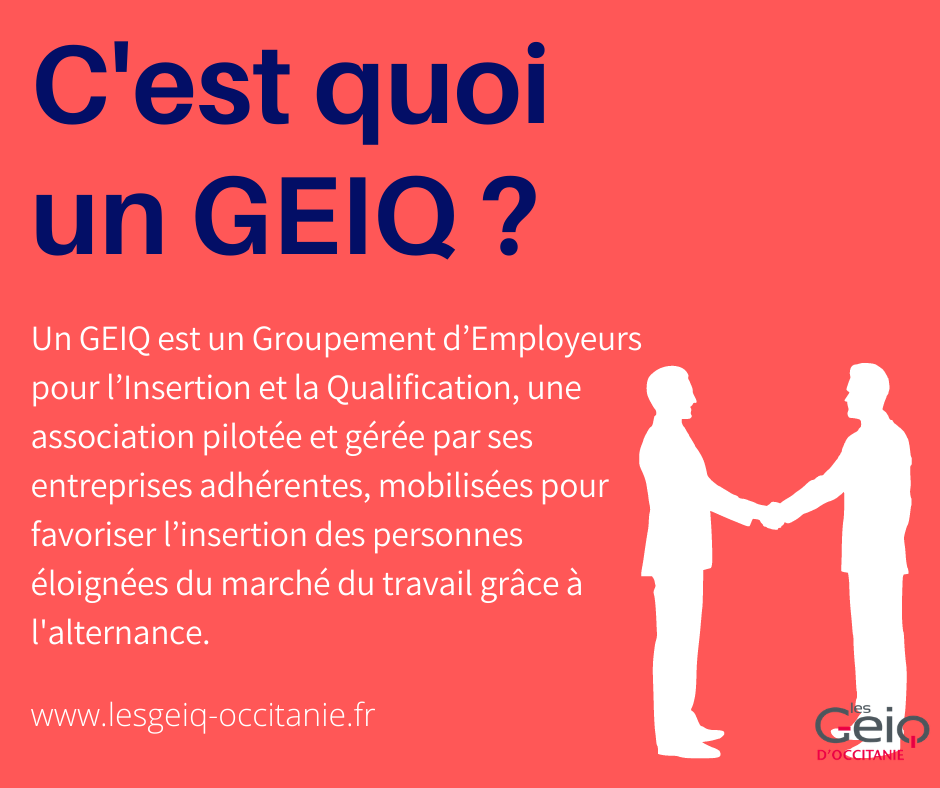 C'est quoi
un GEIQ ?
Un GEIQ est un Groupement d’Employeurs
pour l’Insertion et la Qualification, une
association pilotée et gérée par ses
entreprises adhérentes, mobilisées pour
favoriser l’insertion des personnes
éloignées du marché du travail grâce à
l'alternance.
www.lesgeiq-occitanie.fr
les
Geiq
D'OCCITANIE